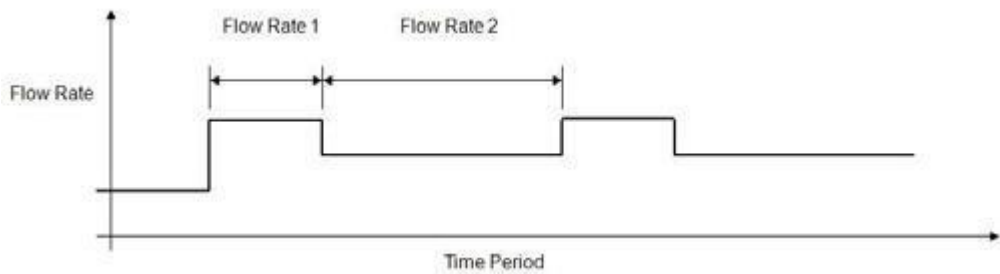 Flow Rate 1
Flow Rate 2
Flow Rate
Time Period